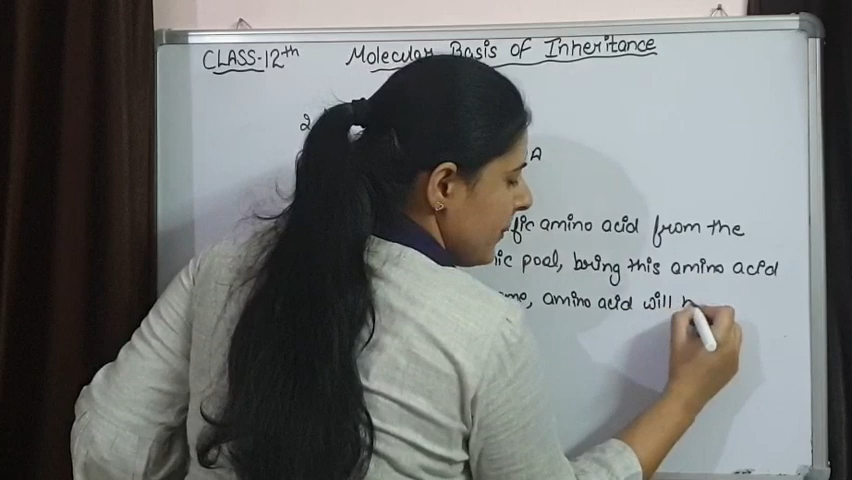 CLASS-12th
Molecular Basis of Inheritance
2
A
fic amino acid from the
ic pool, bring this amino acid
amino acid will b